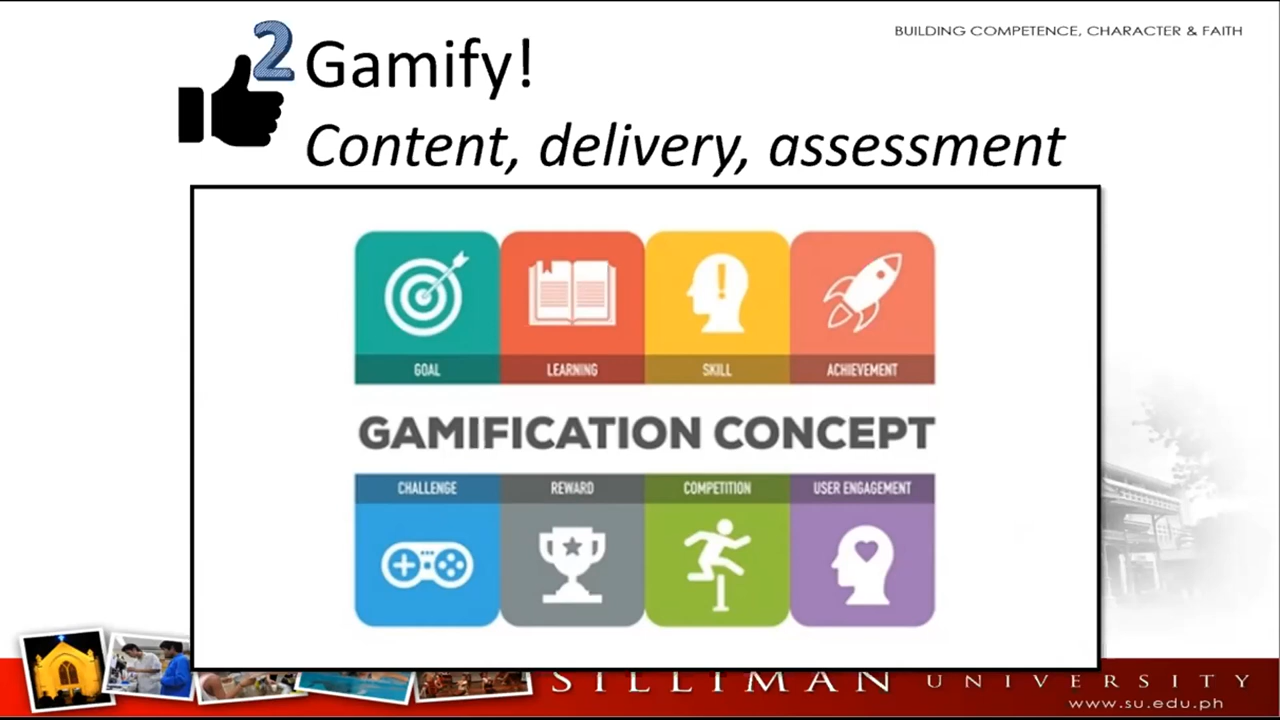 BUILDING COMPETENCE, CHARACTER & FAITH
2 Gamify!
Content, delivery, assessment
GOAL LEARNING SKILL ACHIEVEMENT
GAMIFICATION CONCEPT
CHALLENGE REWARD COMPETITION USER ENGAGEMENT
SILLIMAN UNIVERSITY
www.su.edu.ph